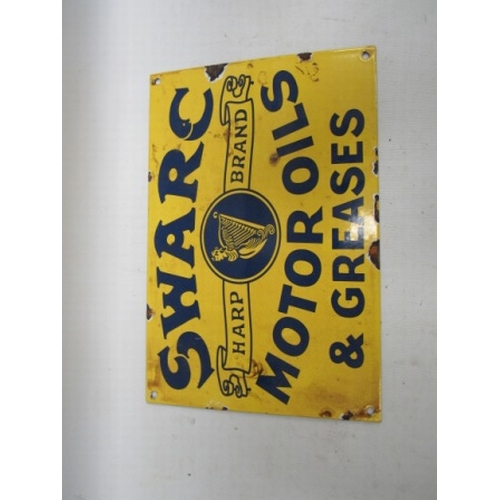 SWARC
HARP BRAND
MOTOR OILS
& GREASES